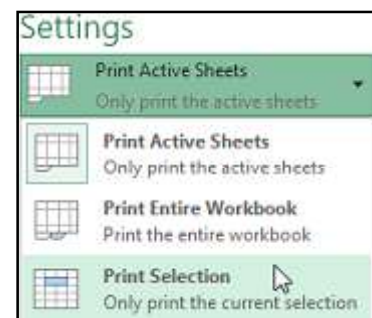 Settings
Print Active Sheets
Only print the active sheets
Print Active Sheets
Only print the active sheets
Print Entire Workbook
Print the entire workbook
Print Selection
Only print the current selection